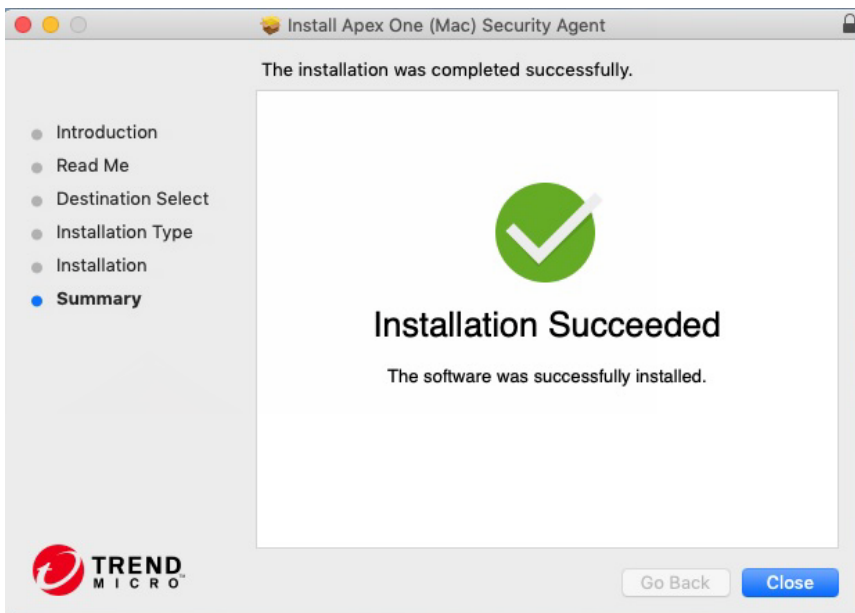 Install Apex One (Mac) Security Agent
The installation was completed successfully.
Introduction
Read Me
Destination Select
Installation Type
Installation
Summary
Installation Succeeded
The software was successfully installed.
TREND
MICRO™
Go Back
Close